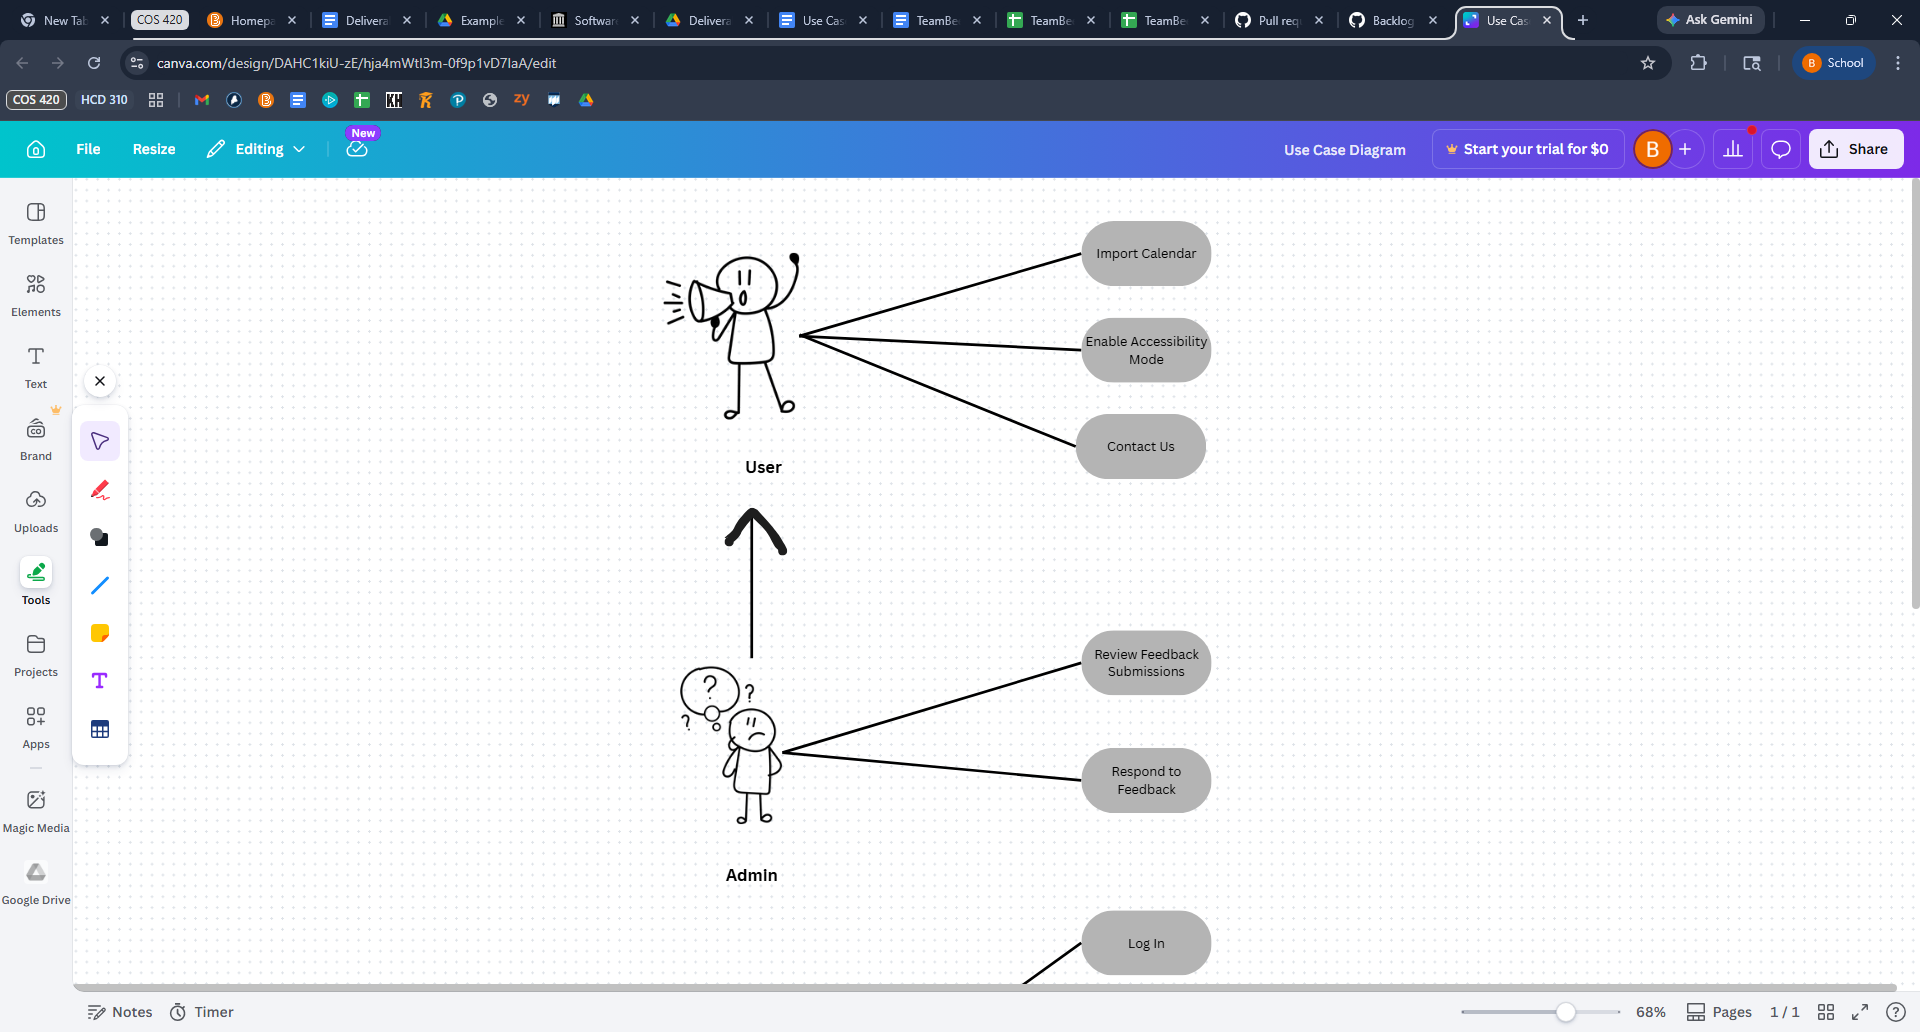 New Tab
COS 420
Homepa
Delivera
Example
Software
Delivera
Use Cas
TeamBe
TeamBe
TeamBe
Pull req
Backlog
Use Cas
Ask Gemini
canva.com/design/DAHC1kiU-zE/hja4mWtI3m-0f9p1vD7IaA/edit
B
School
COS 420
HCD 310
zy
File
Resize
Editing
New
Use Case Diagram
Start your trial for $0
B
Share
Templates
Elements
Text
Brand
Uploads
Tools
Projects
Apps
Magic Media
Google Drive
Import Calendar
Enable Accessibility
Mode
Contact Us
User
Review Feedback
Submissions
Respond to
Feedback
Admin
Log In
Notes
Timer
68%
Pages
1 / 1